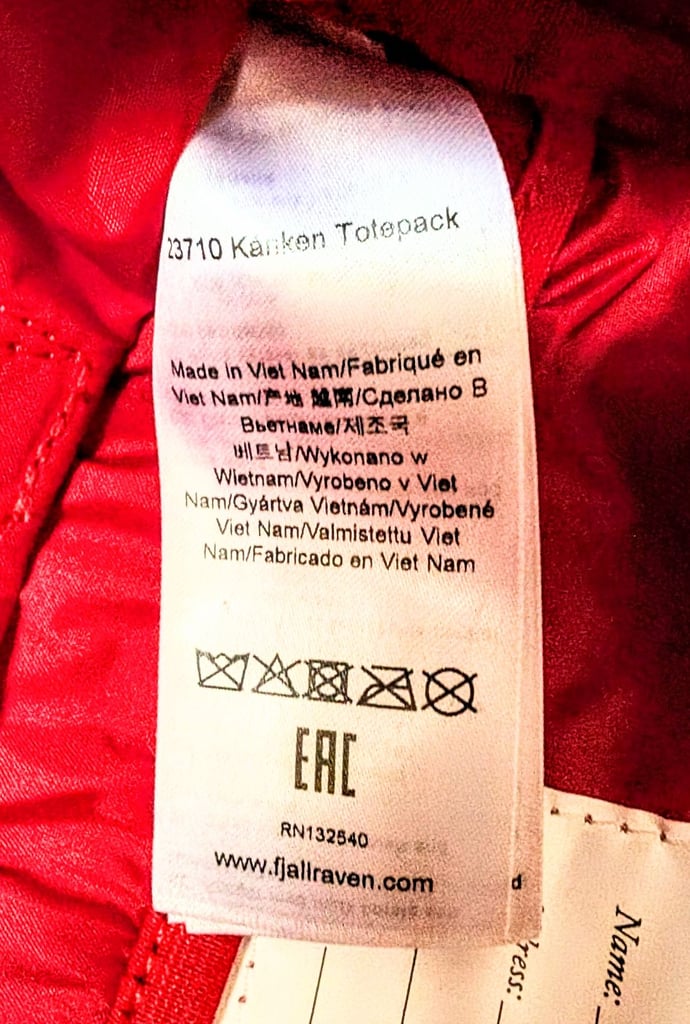 23710 Kånken Totepack
Made in Viet Nam/Fabriqué en
Viet Nam/产地 越南/Сделано В
Вьетнаме/제조국
베트남/Wykonano w
Wietnam/Vyrobeno v Viet
Nam/Gyártva Vietnám/Vyrobené
Viet Nam/Valmistettu Viet
Nam/Fabricado en Viet Nam
EAC
RN132540
www.fjallraven.com
d
Name:
ress: